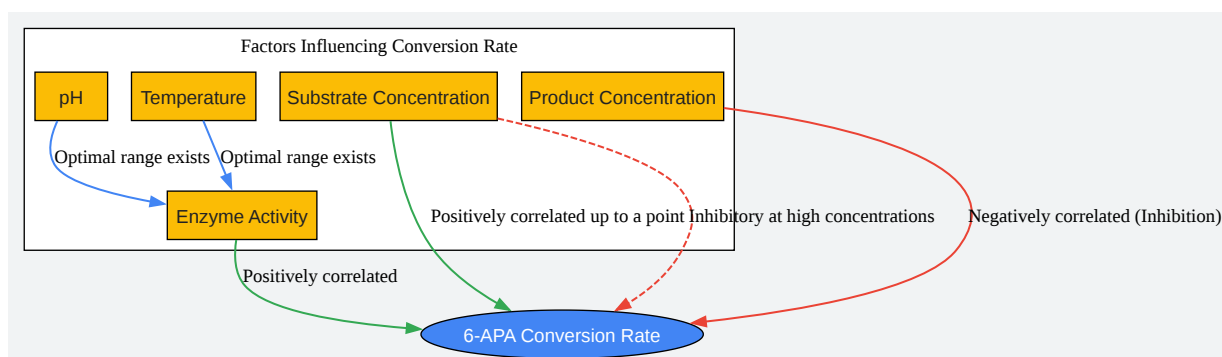 Factors Influencing Conversion Rate
pH
Temperature
Substrate Concentration
Product Concentration
Optimal range exists
Optimal range exists
Enzyme Activity
Positively correlated up to a point
Inhibitory at high concentrations
Negatively correlated (Inhibition)
Positively correlated
6-APA Conversion Rate